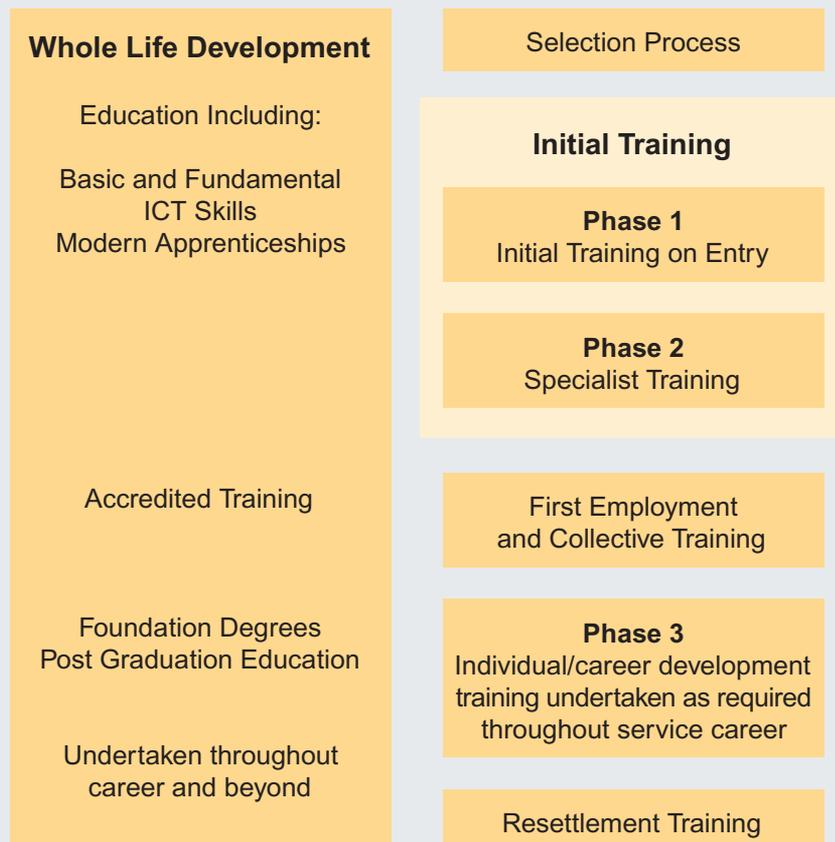 Whole Life Development
Education Including:
Basic and Fundamental
ICT Skills
Modern Apprenticeships
Accredited Training
Foundation Degrees
Post Graduation Education
Undertaken throughout
career and beyond
Selection Process
Initial Training
Phase 1
Initial Training on Entry
Phase 2
Specialist Training
First Employment
and Collective Training
Phase 3
Individual/career development
training undertaken as required
throughout service career
Resettlement Training